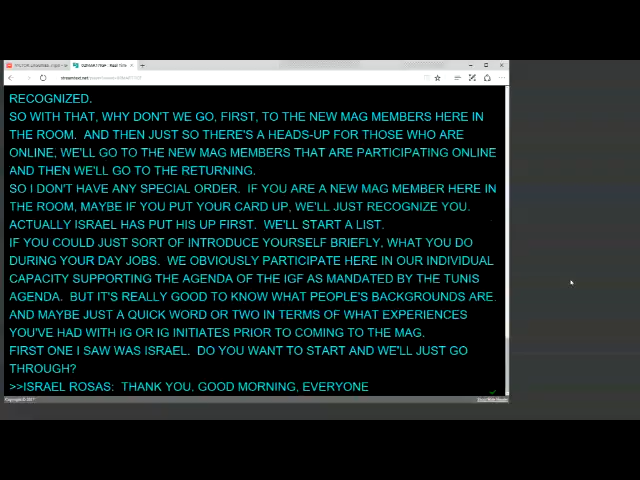 streamtext.net
RECOGNIZED.
SO WITH THAT, WHY DON'T WE GO, FIRST, TO THE NEW MAG MEMBERS HERE IN
THE ROOM.  AND THEN JUST SO THERE'S A HEADS-UP FOR THOSE WHO ARE
ONLINE, WE'LL GO TO THE NEW MAG MEMBERS THAT ARE PARTICIPATING ONLINE
AND THEN WE'LL GO TO THE RETURNING.
SO I DON'T HAVE ANY SPECIAL ORDER.  IF YOU ARE A NEW MAG MEMBER HERE IN
THE ROOM, MAYBE IF YOU PUT YOUR CARD UP, WE'LL JUST RECOGNIZE YOU.
ACTUALLY ISRAEL HAS PUT HIS UP FIRST.  WE'LL START A LIST.
IF YOU COULD JUST SORT OF INTRODUCE YOURSELF BRIEFLY, WHAT YOU DO
DURING YOUR DAY JOBS.  WE OBVIOUSLY PARTICIPATE HERE IN OUR INDIVIDUAL
CAPACITY SUPPORTING THE AGENDA OF THE IGF AS MANDATED BY THE TUNIS
AGENDA.  BUT IT'S REALLY GOOD TO KNOW WHAT PEOPLE'S BACKGROUNDS ARE.
AND MAYBE JUST A QUICK WORD OR TWO IN TERMS OF WHAT EXPERIENCES
YOU'VE HAD WITH IG OR IG INITIATES PRIOR TO COMING TO THE MAG.
FIRST ONE I SAW WAS ISRAEL.  DO YOU WANT TO START AND WE'LL JUST GO
THROUGH?
>>ISRAEL ROSAS:  THANK YOU. GOOD MORNING, EVERYONE